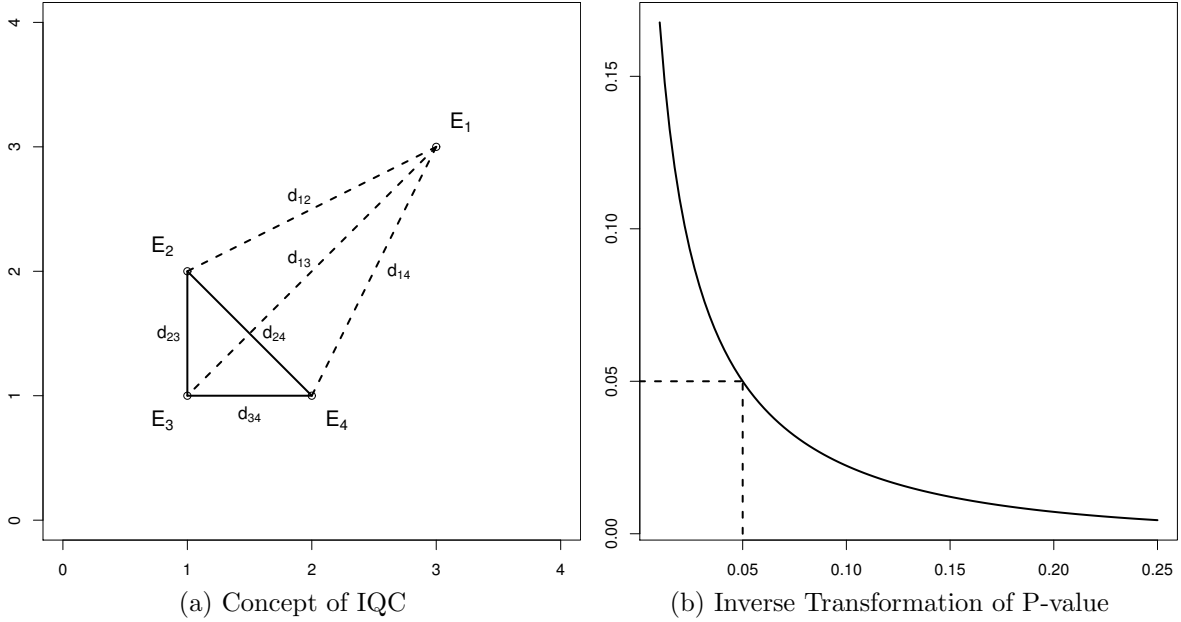 4
3
2
1
0
E1
d12
E2
d13
d14
d23
d24
E3
d34
E4
0 1 2 3 4
(a) Concept of IQC
0.15
0.10
0.05
0.00
0.05 0.10 0.15 0.20 0.25
(b) Inverse Transformation of P-value